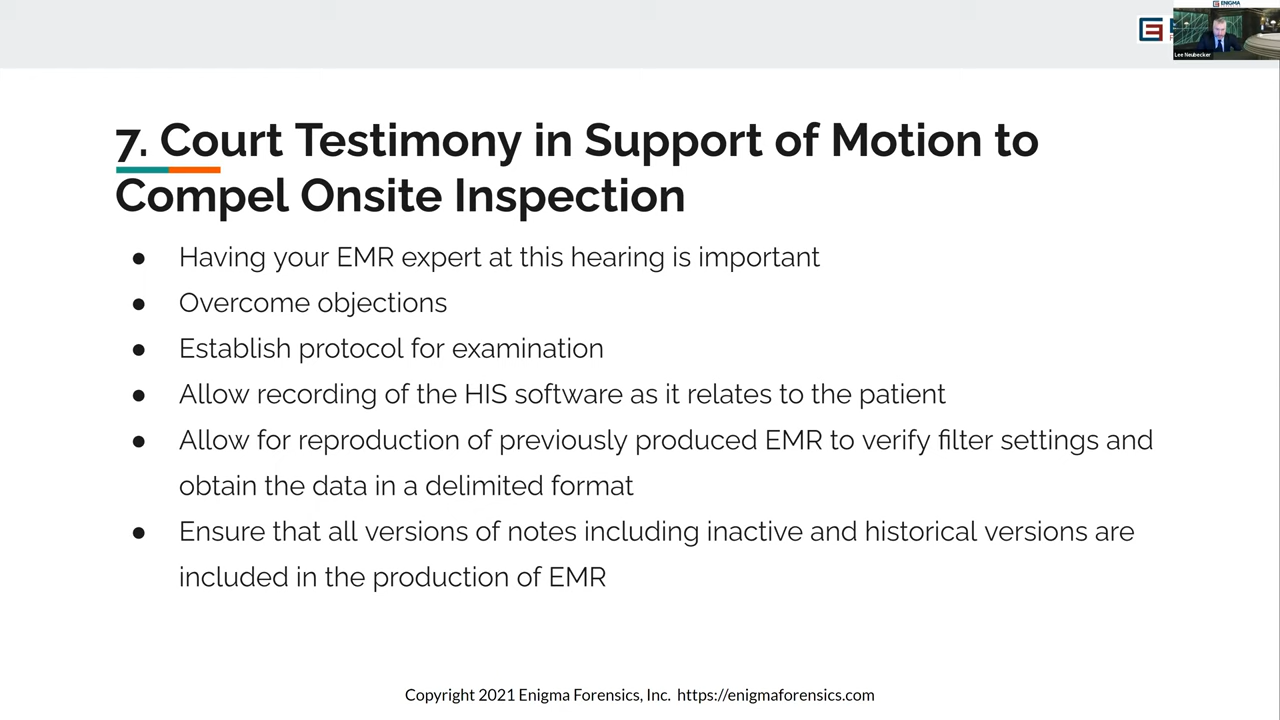 ENIGMA
Lee Neubecker
7. Court Testimony in Support of Motion to
Compel Onsite Inspection
● Having your EMR expert at this hearing is important
● Overcome objections
● Establish protocol for examination
● Allow recording of the HIS software as it relates to the patient
● Allow for reproduction of previously produced EMR to verify filter settings and
obtain the data in a delimited format
● Ensure that all versions of notes including inactive and historical versions are
included in the production of EMR
Copyright 2021 Enigma Forensics, Inc. https://enigmaforensics.com